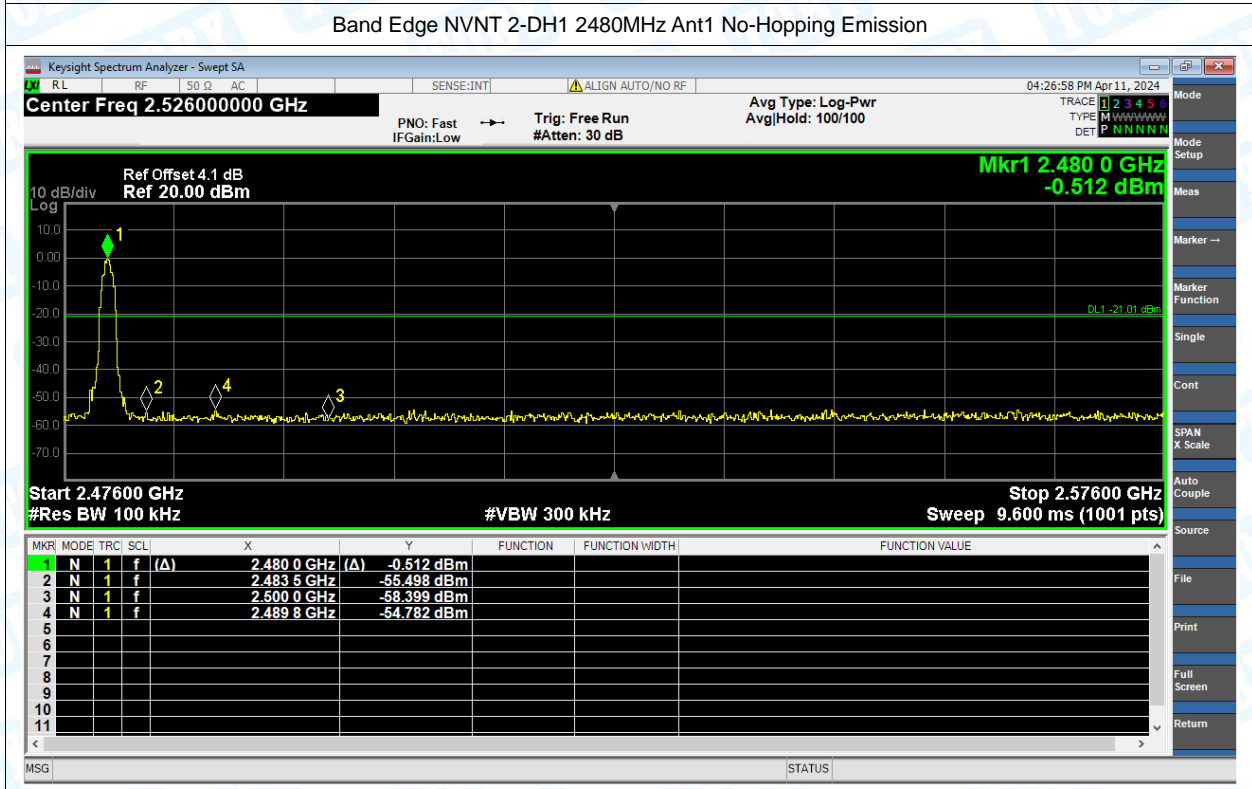 Band Edge NVNT 2-DH1 2480MHz Ant1 No-Hopping Emission
Keysight Spectrum Analyzer - Swept SA
LXI RL RF 50 Ω AC SENSE:INT ALIGN AUTO/NO RF 04:26:58 PM Apr 11, 2024
Center Freq 2.526000000 GHz
PNO: Fast
IFGain:Low
Trig: Free Run
#Atten: 30 dB
Avg Type: Log-Pwr
Avg|Hold: 100/100
TRACE 1 2 3 4 5 6
TYPE M WWWWW
DET P N N N N N
Ref Offset 4.1 dB
10 dB/div Ref 20.00 dBm
Log
Mkr1 2.480 0 GHz
-0.512 dBm
10.0
0.00
-10.0
-20.0
-30.0
-40.0
-50.0
-60.0
-70.0
1
2
4
3
DL1 -21.01 dBm
Start 2.47600 GHz Stop 2.57600 GHz
#Res BW 100 kHz #VBW 300 kHz Sweep 9.600 ms (1001 pts)
MKR MODE TRC SCL X Y FUNCTION FUNCTION WIDTH FUNCTION VALUE
1 N 1 f (Δ) 2.480 0 GHz (Δ) -0.512 dBm
2 N 1 f 2.483 5 GHz -55.498 dBm
3 N 1 f 2.500 0 GHz -58.399 dBm
4 N 1 f 2.489 8 GHz -54.782 dBm
5
6
7
8
9
10
11
MSG STATUS
Mode
Mode
Setup
Meas
Marker→
Marker
Function
Single
Cont
SPAN
X Scale
Auto
Couple
Source
File
Print
Full
Screen
Return